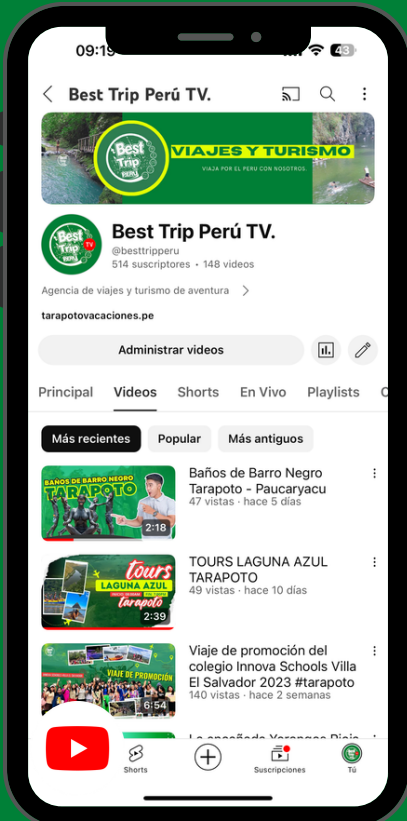 09:19
43
Best Trip Perú TV.
Best
Trip
PERÚ
VIAJES Y TURISMO
VIAJA POR EL PERU CON NOSOTROS.
Best
Trip
PERÚ
TV
Best Trip Perú TV.
@besttripperu
514 suscriptores • 148 videos
Agencia de viajes y turismo de aventura
tarapotovacaciones.pe
Administrar videos
Principal Videos Shorts En Vivo Playlists C
Más recientes Popular Más antiguos
BAÑOS DE BARRO NEGRO
TARAPOTO
2:18
Baños de Barro Negro
Tarapoto - Paucaryacu
47 vistas · hace 5 días
tours
LAGUNA AZUL
tarapoto
2:39
TOURS LAGUNA AZUL
TARAPOTO
49 vistas · hace 10 días
VIAJE DE PROMOCIÓN
6:54
Viaje de promoción del
colegio Innova Schools Villa
El Salvador 2023 #tarapoto
140 vistas · hace 2 semanas
Shorts
Suscripciones
Tú